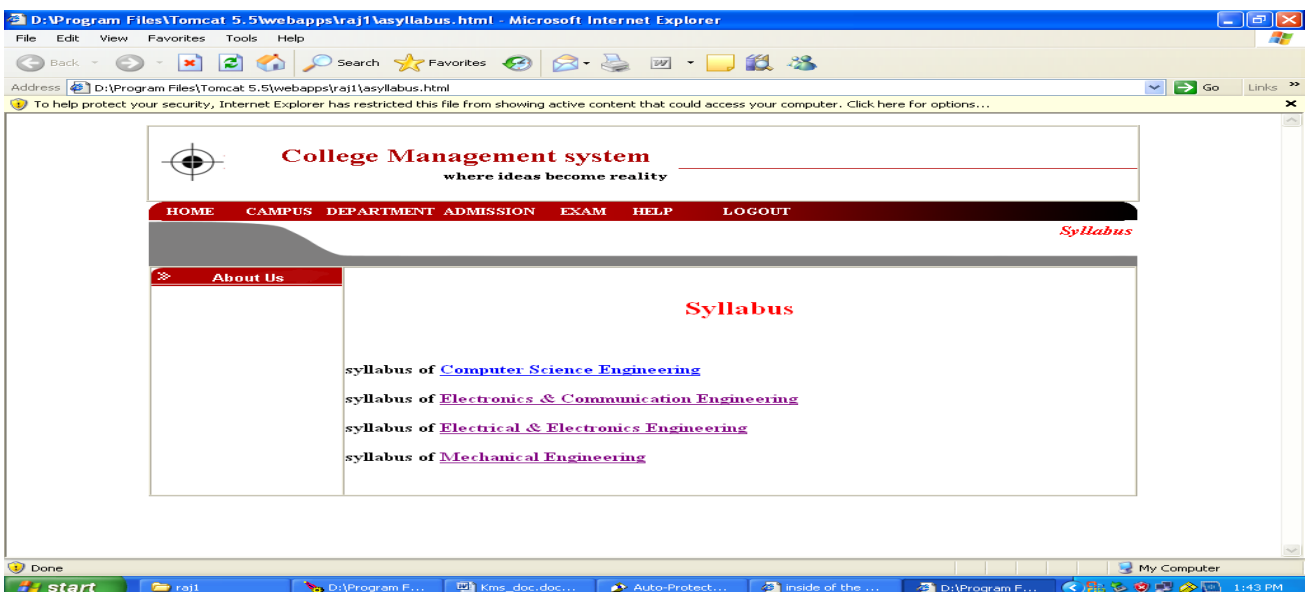 D:\Program Files\Tomcat 5.5\webapps\raj1\asyllabus.html - Microsoft Internet Explorer
File Edit View Favorites Tools Help
Back Search Favorites
Address D:\Program Files\Tomcat 5.5\webapps\raj1\asyllabus.html Go Links »
To help protect your security, Internet Explorer has restricted this file from showing active content that could access your computer. Click here for options...
College Management system
where ideas become reality
HOME CAMPUS DEPARTMENT ADMISSION EXAM HELP LOGOUT
Syllabus
About Us
Syllabus
syllabus of Computer Science Engineering
syllabus of Electronics & Communication Engineering
syllabus of Electrical & Electronics Engineering
syllabus of Mechanical Engineering
Done My Computer
start raj1 D:\Program F... Kms_doc.doc... Auto-Protect... inside of the ... D:\Program F... 1:43 PM